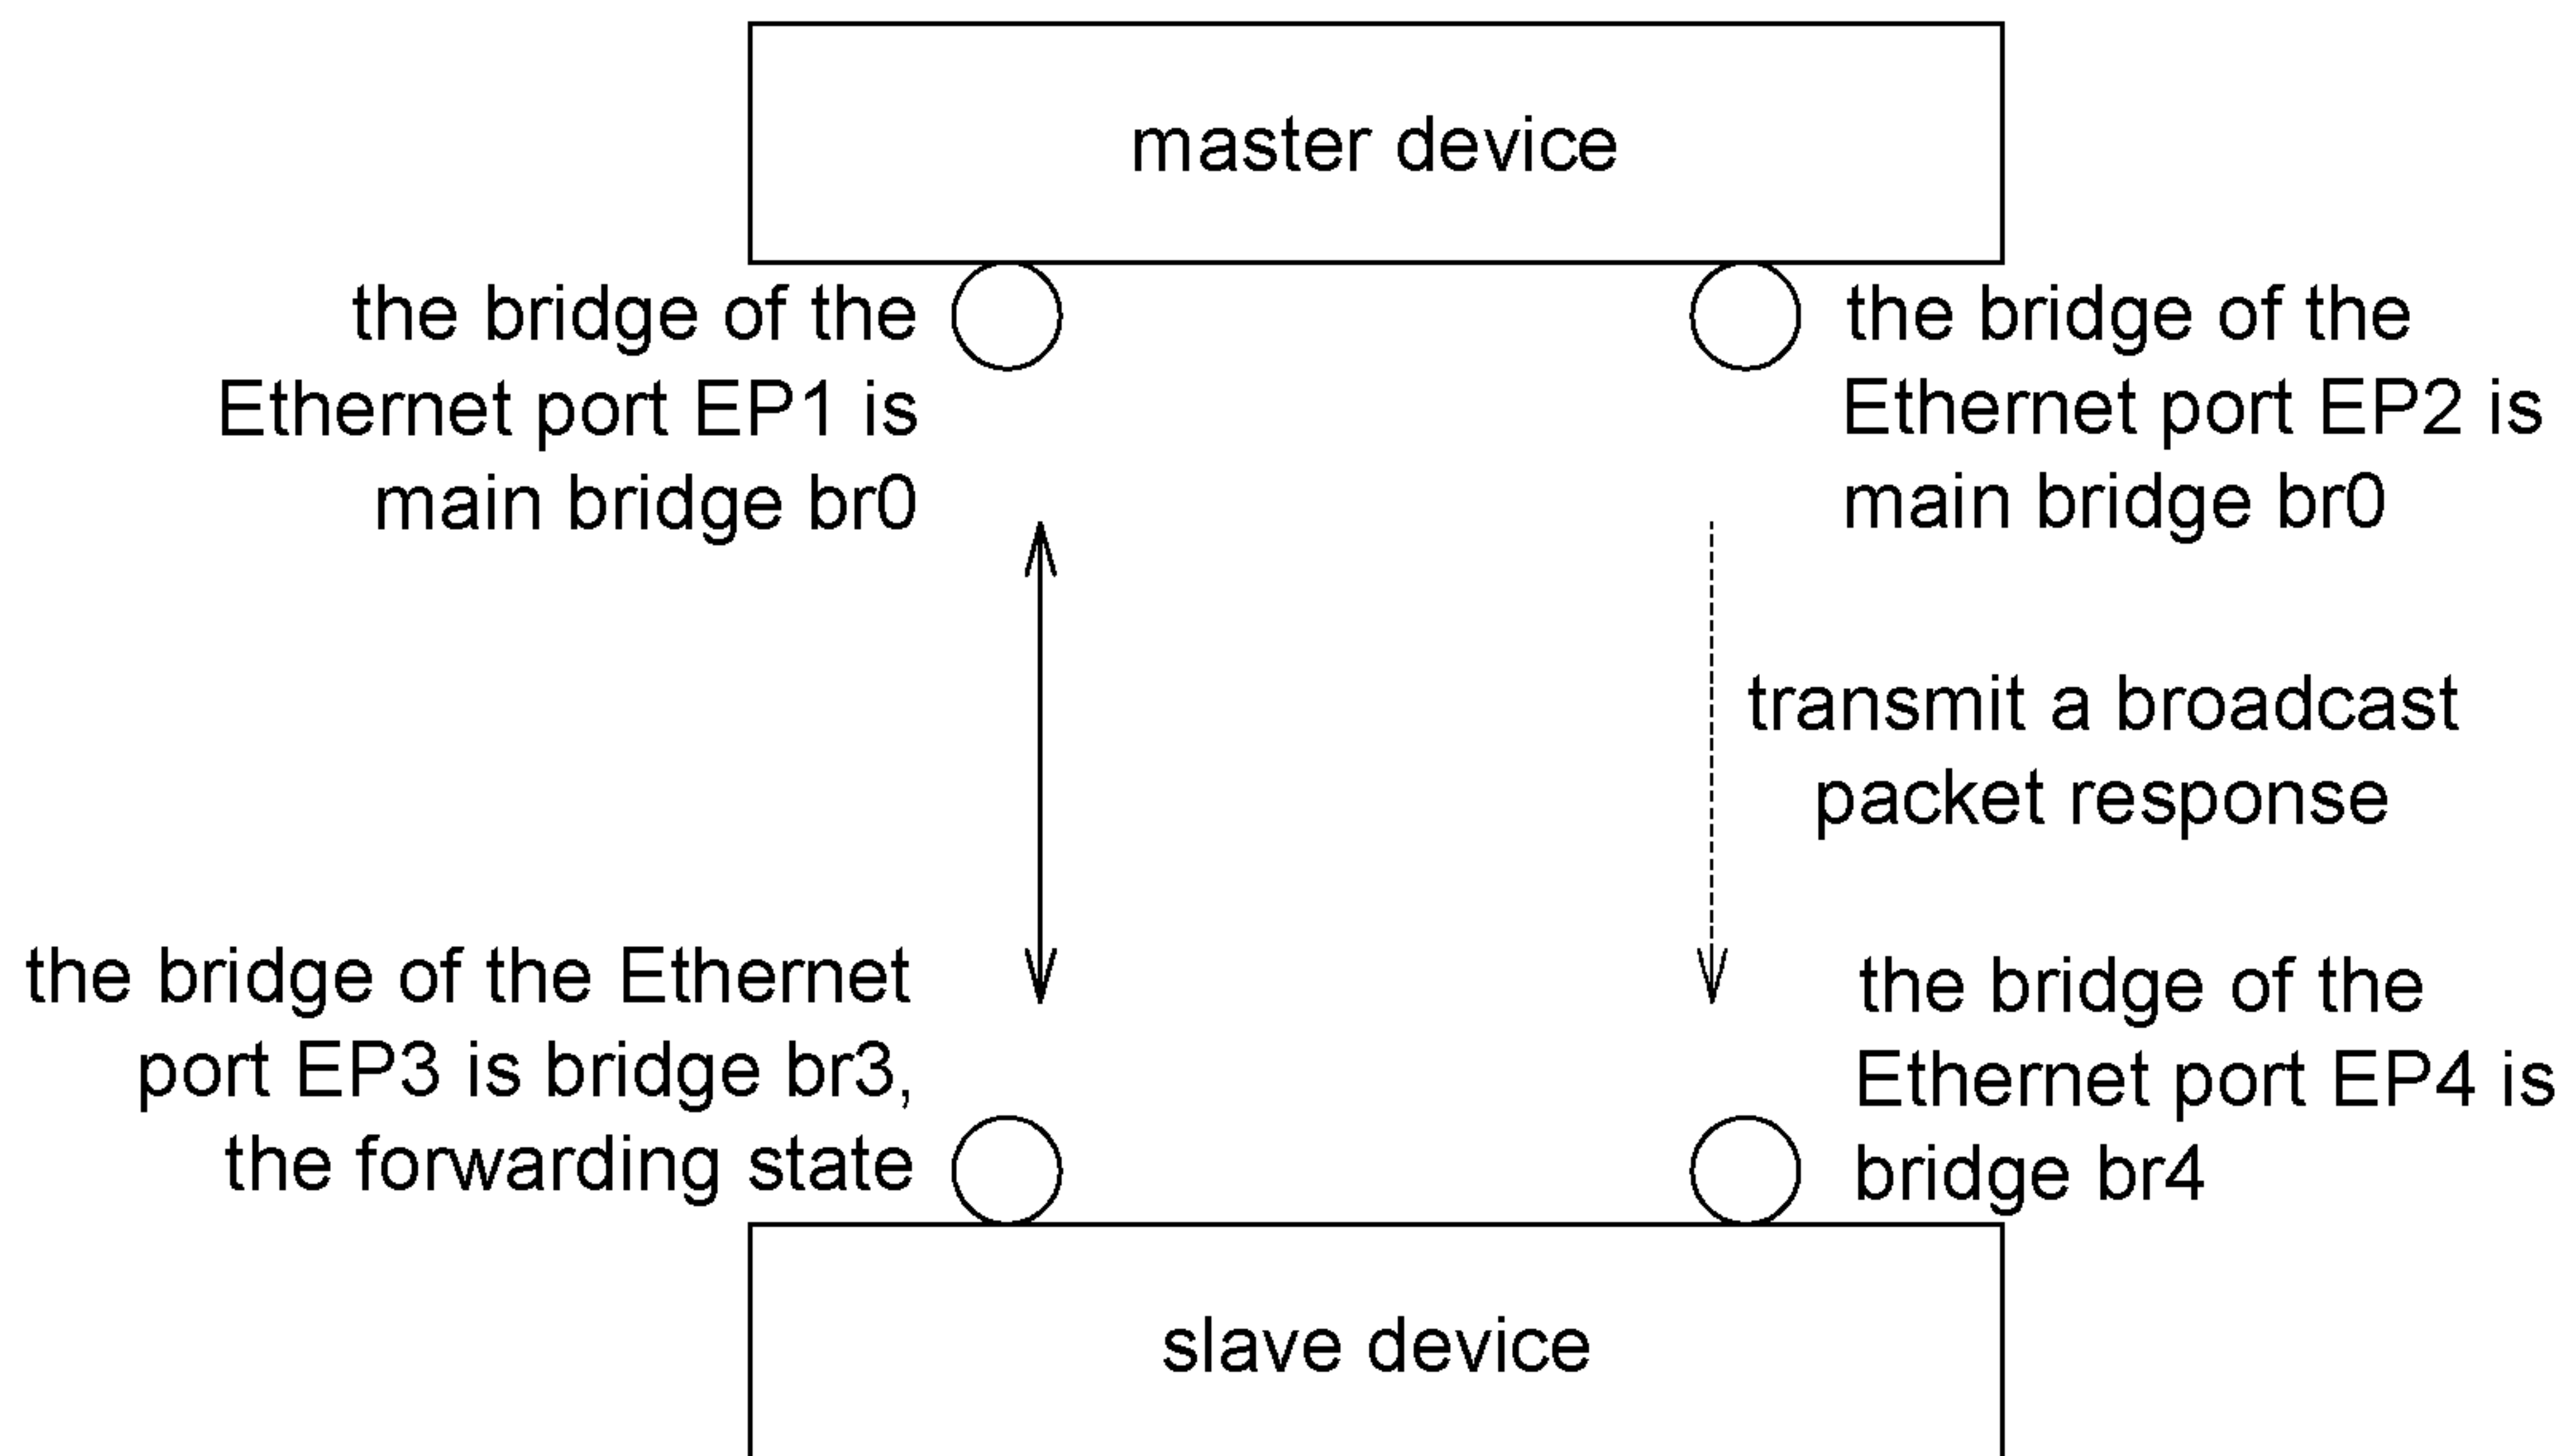 master device
the bridge of the
Ethernet port EP1 is
main bridge br0
the bridge of the
Ethernet port EP2 is
main bridge br0
transmit a broadcast
packet response
the bridge of the Ethernet
port EP3 is bridge br3,
the forwarding state
the bridge of the
Ethernet port EP4 is
bridge br4
slave device